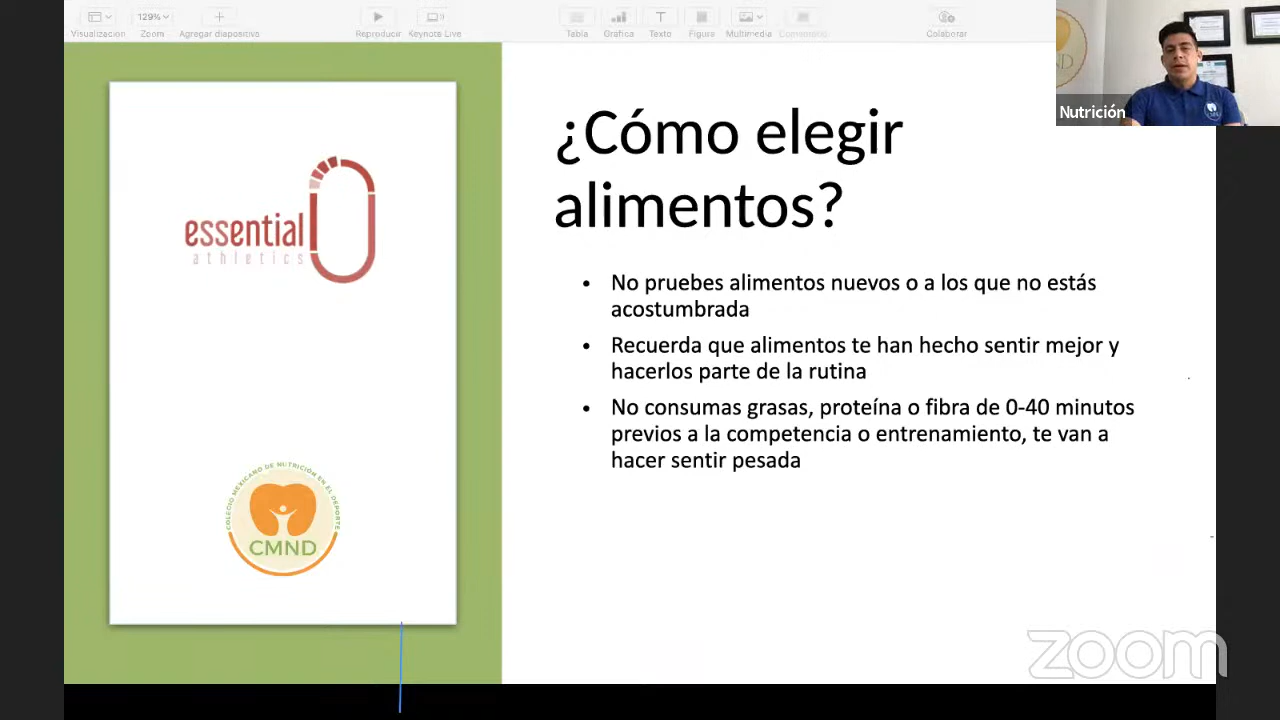 129%
Visualización
Zoom
Agregar diapositiva
Reproducir
Keynote Live
Tabla
Gráfica
Texto
Figura
Multimedia
Comentario
Colaborar
Nutrición
essential
athletics
COLEGIO MEXICANO DE NUTRICIÓN EN EL DEPORTE
CMND
¿Cómo elegir
alimentos?
• No pruebes alimentos nuevos o a los que no estás
acostumbrada
• Recuerda que alimentos te han hecho sentir mejor y
hacerlos parte de la rutina
• No consumas grasas, proteína o fibra de 0-40 minutos
previos a la competencia o entrenamiento, te van a
hacer sentir pesada
zoom